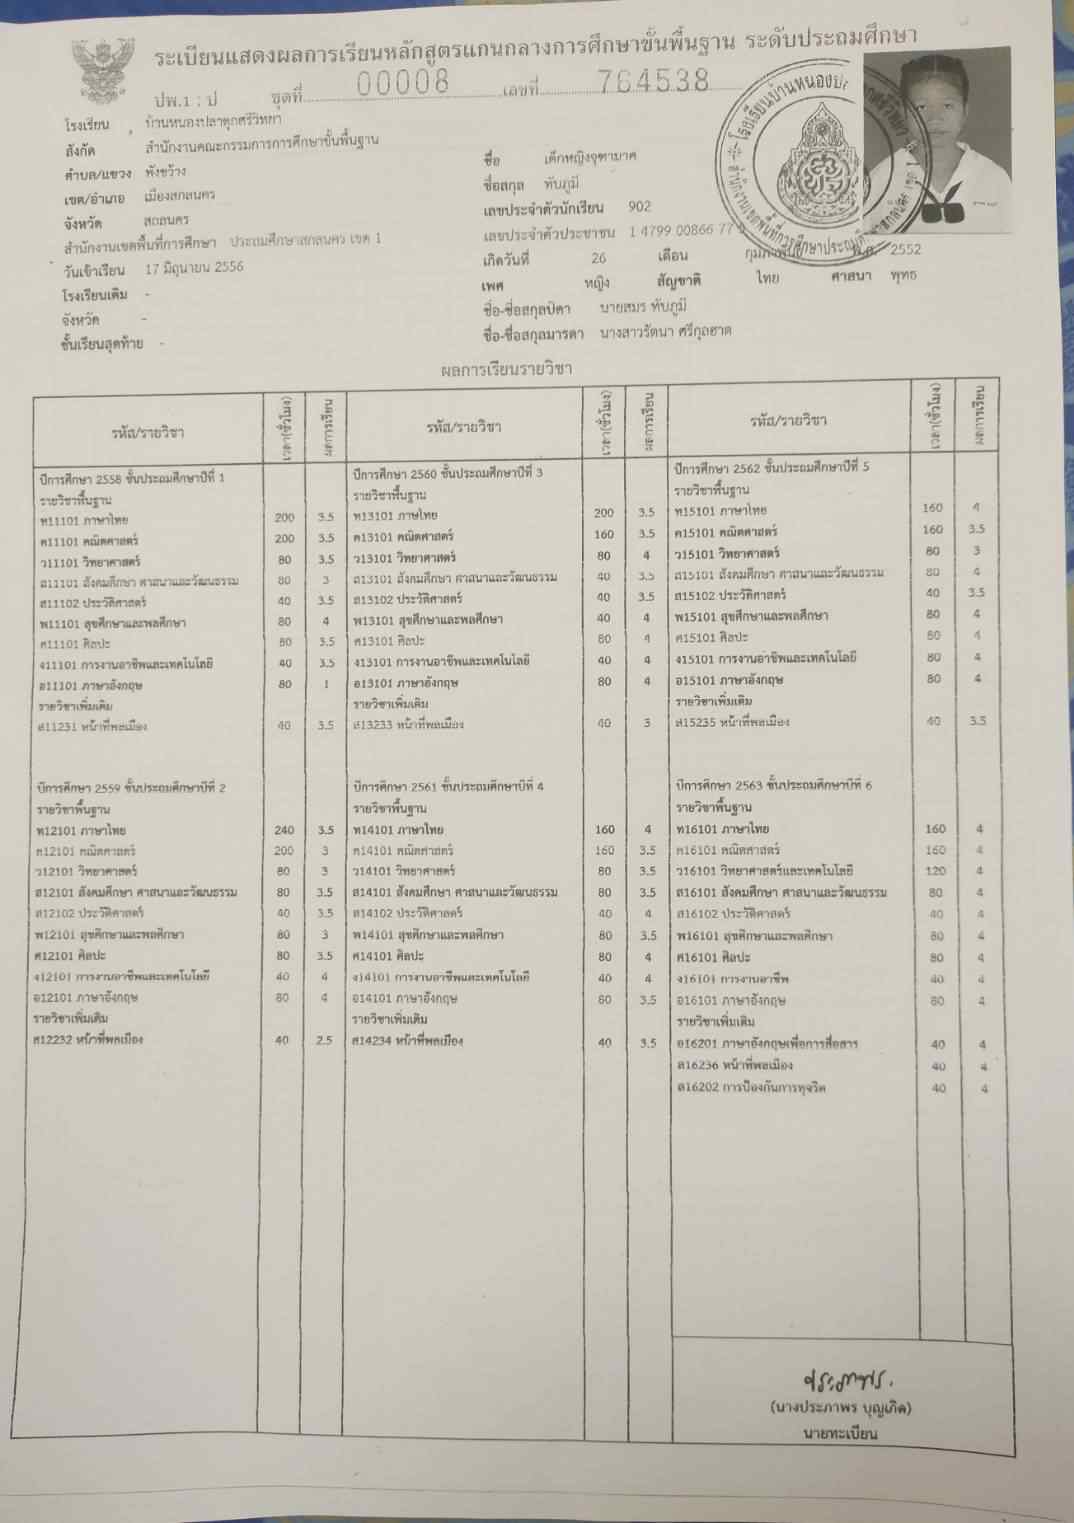 ระเบียนแสดงผลการเรียนหลักสูตรแกนกลางการศึกษาขั้นพื้นฐาน ระดับประถมศึกษา
ปพ.1 : ป ชุดที่ 00008 เลขที่ 764538
โรงเรียน บ้านหนองปลาดุกศรีวิทยา
สังกัด สำนักงานคณะกรรมการการศึกษาขั้นพื้นฐาน
ตำบล/แขวง พังขว้าง
เขต/อำเภอ เมืองสกลนคร
จังหวัด สกลนคร
สำนักงานเขตพื้นที่การศึกษา ประถมศึกษาสกลนคร เขต 1
วันเข้าเรียน 17 มิถุนายน 2556
โรงเรียนเดิม -
จังหวัด -
ชั้นเรียนสุดท้าย -
ชื่อ เด็กหญิงจุฑามาศ
ชื่อสกุล ทับภูมี
เลขประจำตัวนักเรียน 902
เลขประจำตัวประชาชน 1 4799 00866 77
เกิดวันที่ 26 เดือน กุมภาพันธ์ พ.ศ. 2552
เพศ หญิง สัญชาติ ไทย ศาสนา พุทธ
ชื่อ-ชื่อสกุลบิดา นายสมร ทับภูมี
ชื่อ-ชื่อสกุลมารดา นางสาวรัตนา ศรีกุลฮาด
ผลการเรียนรายวิชา
รหัส/รายวิชา เวลา(ชั่วโมง) ผลการเรียน รหัส/รายวิชา เวลา(ชั่วโมง) ผลการเรียน รหัส/รายวิชา เวลา(ชั่วโมง) ผลการเรียน
ปีการศึกษา 2558 ชั้นประถมศึกษาปีที่ 1
รายวิชาพื้นฐาน
ท11101 ภาษาไทย 200 3.5
ค11101 คณิตศาสตร์ 200 3.5
ว11101 วิทยาศาสตร์ 80 3.5
ส11101 สังคมศึกษา ศาสนาและวัฒนธรรม 80 3
ส11102 ประวัติศาสตร์ 40 3.5
พ11101 สุขศึกษาและพลศึกษา 80 4
ศ11101 ศิลปะ 80 3.5
ง11101 การงานอาชีพและเทคโนโลยี 40 3.5
อ11101 ภาษาอังกฤษ 80 1
รายวิชาเพิ่มเติม
ส11231 หน้าที่พลเมือง 40 3.5
ปีการศึกษา 2559 ชั้นประถมศึกษาปีที่ 2
รายวิชาพื้นฐาน
ท12101 ภาษาไทย 240 3.5
ค12101 คณิตศาสตร์ 200 3
ว12101 วิทยาศาสตร์ 80 3
ส12101 สังคมศึกษา ศาสนาและวัฒนธรรม 80 3.5
ส12102 ประวัติศาสตร์ 40 3.5
พ12101 สุขศึกษาและพลศึกษา 80 3
ศ12101 ศิลปะ 80 3.5
ง12101 การงานอาชีพและเทคโนโลยี 40 4
อ12101 ภาษาอังกฤษ 80 4
รายวิชาเพิ่มเติม
ส12232 หน้าที่พลเมือง 40 2.5
ปีการศึกษา 2560 ชั้นประถมศึกษาปีที่ 3
รายวิชาพื้นฐาน
ท13101 ภาษไทย 200 3.5
ค13101 คณิตศาสตร์ 160 3.5
ว13101 วิทยาศาสตร์ 80 4
ส13101 สังคมศึกษา ศาสนาและวัฒนธรรม 40 3.5
ส13102 ประวัติศาสตร์ 40 3.5
พ13101 สุขศึกษาและพลศึกษา 40 4
ศ13101 ศิลปะ 80 4
ง13101 การงานอาชีพและเทคโนโลยี 40 4
อ13101 ภาษาอังกฤษ 80 4
รายวิชาเพิ่มเติม
ส13233 หน้าที่พลเมือง 40 3
ปีการศึกษา 2561 ชั้นประถมศึกษาปีที่ 4
รายวิชาพื้นฐาน
ท14101 ภาษาไทย 160 4
ค14101 คณิตศาสตร์ 160 3.5
ว14101 วิทยาศาสตร์ 80 3.5
ส14101 สังคมศึกษา ศาสนาและวัฒนธรรม 80 3.5
ส14102 ประวัติศาสตร์ 40 4
พ14101 สุขศึกษาและพลศึกษา 80 3.5
ศ14101 ศิลปะ 80 4
ง14101 การงานอาชีพและเทคโนโลยี 40 4
อ14101 ภาษาอังกฤษ 80 3.5
รายวิชาเพิ่มเติม
ส14234 หน้าที่พลเมือง 40 3.5
ปีการศึกษา 2562 ชั้นประถมศึกษาปีที่ 5
รายวิชาพื้นฐาน
ท15101 ภาษาไทย 160 4
ค15101 คณิตศาสตร์ 160 3.5
ว15101 วิทยาศาสตร์ 80 3
ส15101 สังคมศึกษา ศาสนาและวัฒนธรรม 80 4
ส15102 ประวัติศาสตร์ 40 3.5
พ15101 สุขศึกษาและพลศึกษา 80 4
ศ15101 ศิลปะ 80 4
ง15101 การงานอาชีพและเทคโนโลยี 80 4
อ15101 ภาษาอังกฤษ 80 4
รายวิชาเพิ่มเติม
ส15235 หน้าที่พลเมือง 40 3.5
ปีการศึกษา 2563 ชั้นประถมศึกษาปีที่ 6
รายวิชาพื้นฐาน
ท16101 ภาษาไทย 160 4
ค16101 คณิตศาสตร์ 160 4
ว16101 วิทยาศาสตร์และเทคโนโลยี 120 4
ส16101 สังคมศึกษา ศาสนาและวัฒนธรรม 80 4
ส16102 ประวัติศาสตร์ 40 4
พ16101 สุขศึกษาและพลศึกษา 80 4
ศ16101 ศิลปะ 80 4
ง16101 การงานอาชีพ 40 4
อ16101 ภาษาอังกฤษ 80 4
รายวิชาเพิ่มเติม
อ16201 ภาษาอังกฤษเพื่อการสื่อสาร 40 4
ส16236 หน้าที่พลเมือง 40 4
ส16202 การป้องกันการทุจริต 40 4
ประภาพร
(นางประภาพร บุญเกิด)
นายทะเบียน